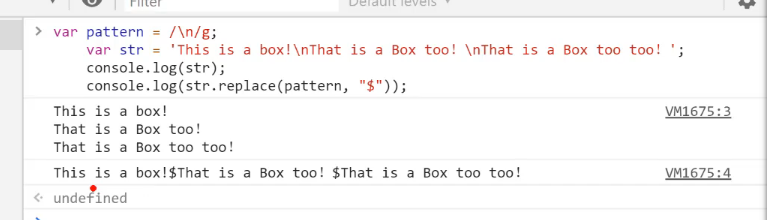 Filter
Default levels
> var pattern = /\n/g;
var str = 'This is a box!\nThat is a Box too! \nThat is a Box too too! ';
console.log(str);
console.log(str.replace(pattern, "$"));
This is a box! VM1675:3
That is a Box too!
That is a Box too too!
This is a box!$That is a Box too! $That is a Box too too! VM1675:4
undefined